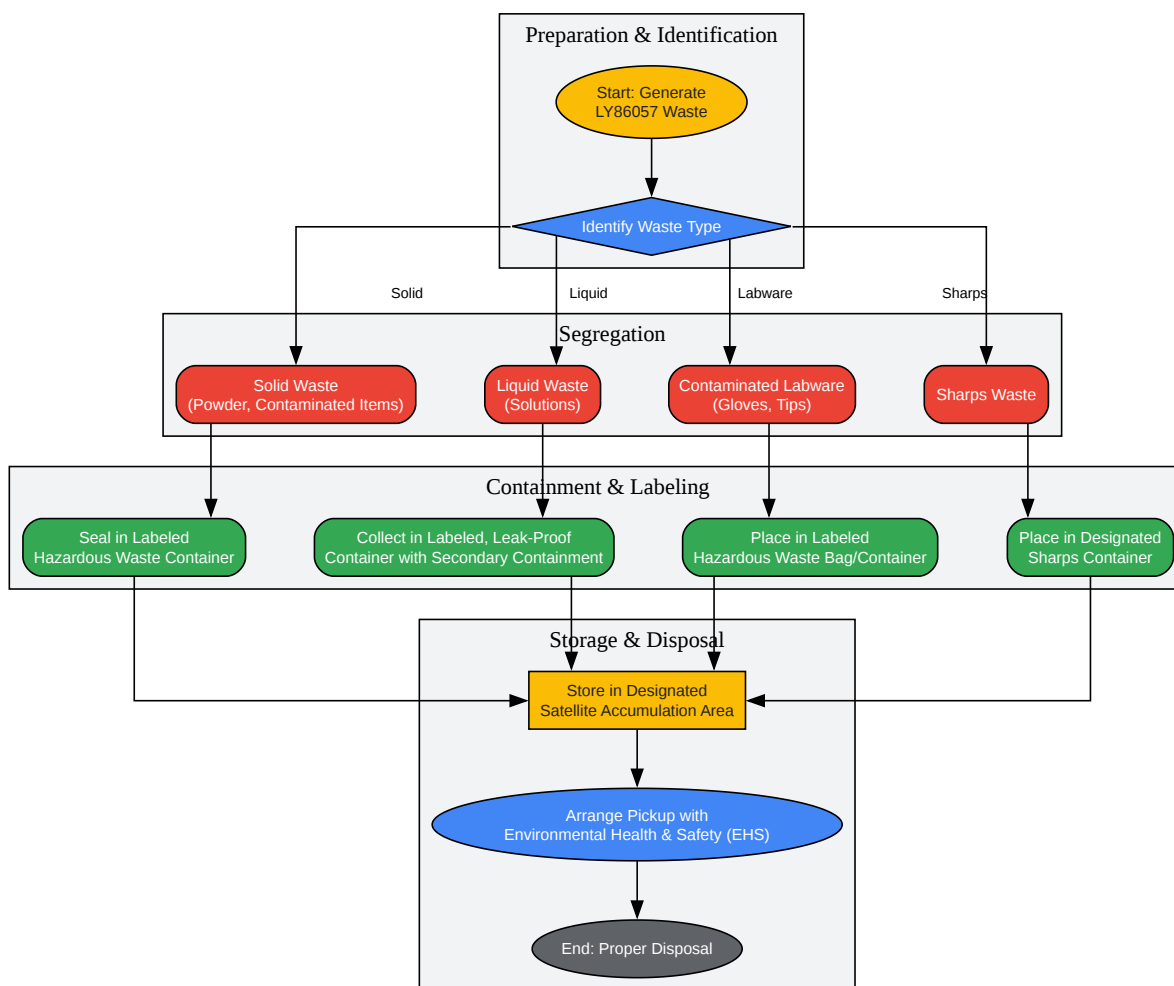 Preparation & Identification
Start: Generate
LY86057 Waste
Identify Waste Type
Solid
Liquid
Labware
Sharps
Segregation
Solid Waste
(Powder, Contaminated Items)
Liquid Waste
(Solutions)
Contaminated Labware
(Gloves, Tips)
Sharps Waste
Containment & Labeling
Seal in Labeled
Hazardous Waste Container
Collect in Labeled, Leak-Proof
Container with Secondary Containment
Place in Labeled
Hazardous Waste Bag/Container
Place in Designated
Sharps Container
Storage & Disposal
Store in Designated
Satellite Accumulation Area
Arrange Pickup with
Environmental Health & Safety (EHS)
End: Proper Disposal